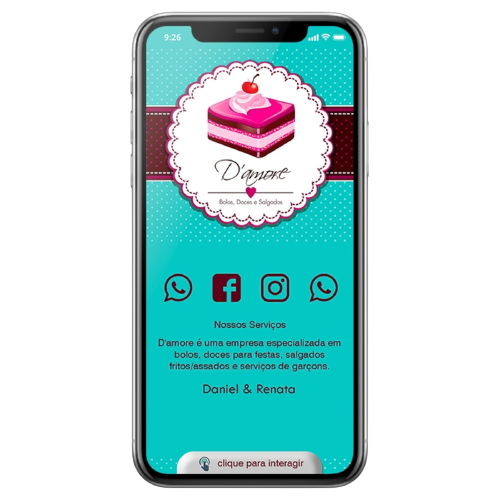 9:26
D'amore
Bolos, Doces e Salgados
Nossos Serviços
D'amore é uma empresa especializada em
bolos, doces para festas, salgados
fritos/assados e serviços de garçons.
Daniel & Renata
clique para interagir